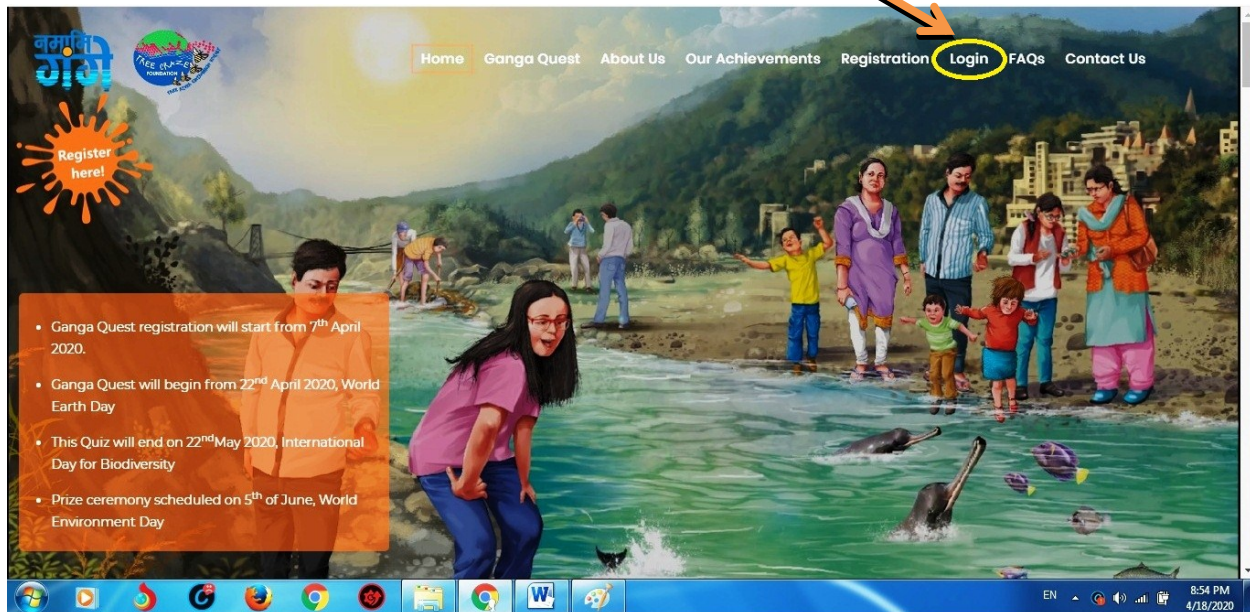 नमामि
गंगे
TREE CRAZE
FOUNDATION
Home Ganga Quest About Us Our Achievements Registration Login FAQs Contact Us
Register
here!
• Ganga Quest registration will start from 7th April
2020.
• Ganga Quest will begin from 22nd April 2020, World
Earth Day
• This Quiz will end on 22ndMay 2020, International
Day for Biodiversity
• Prize ceremony scheduled on 5th of June, World
Environment Day
EN
8:54 PM
4/18/2020